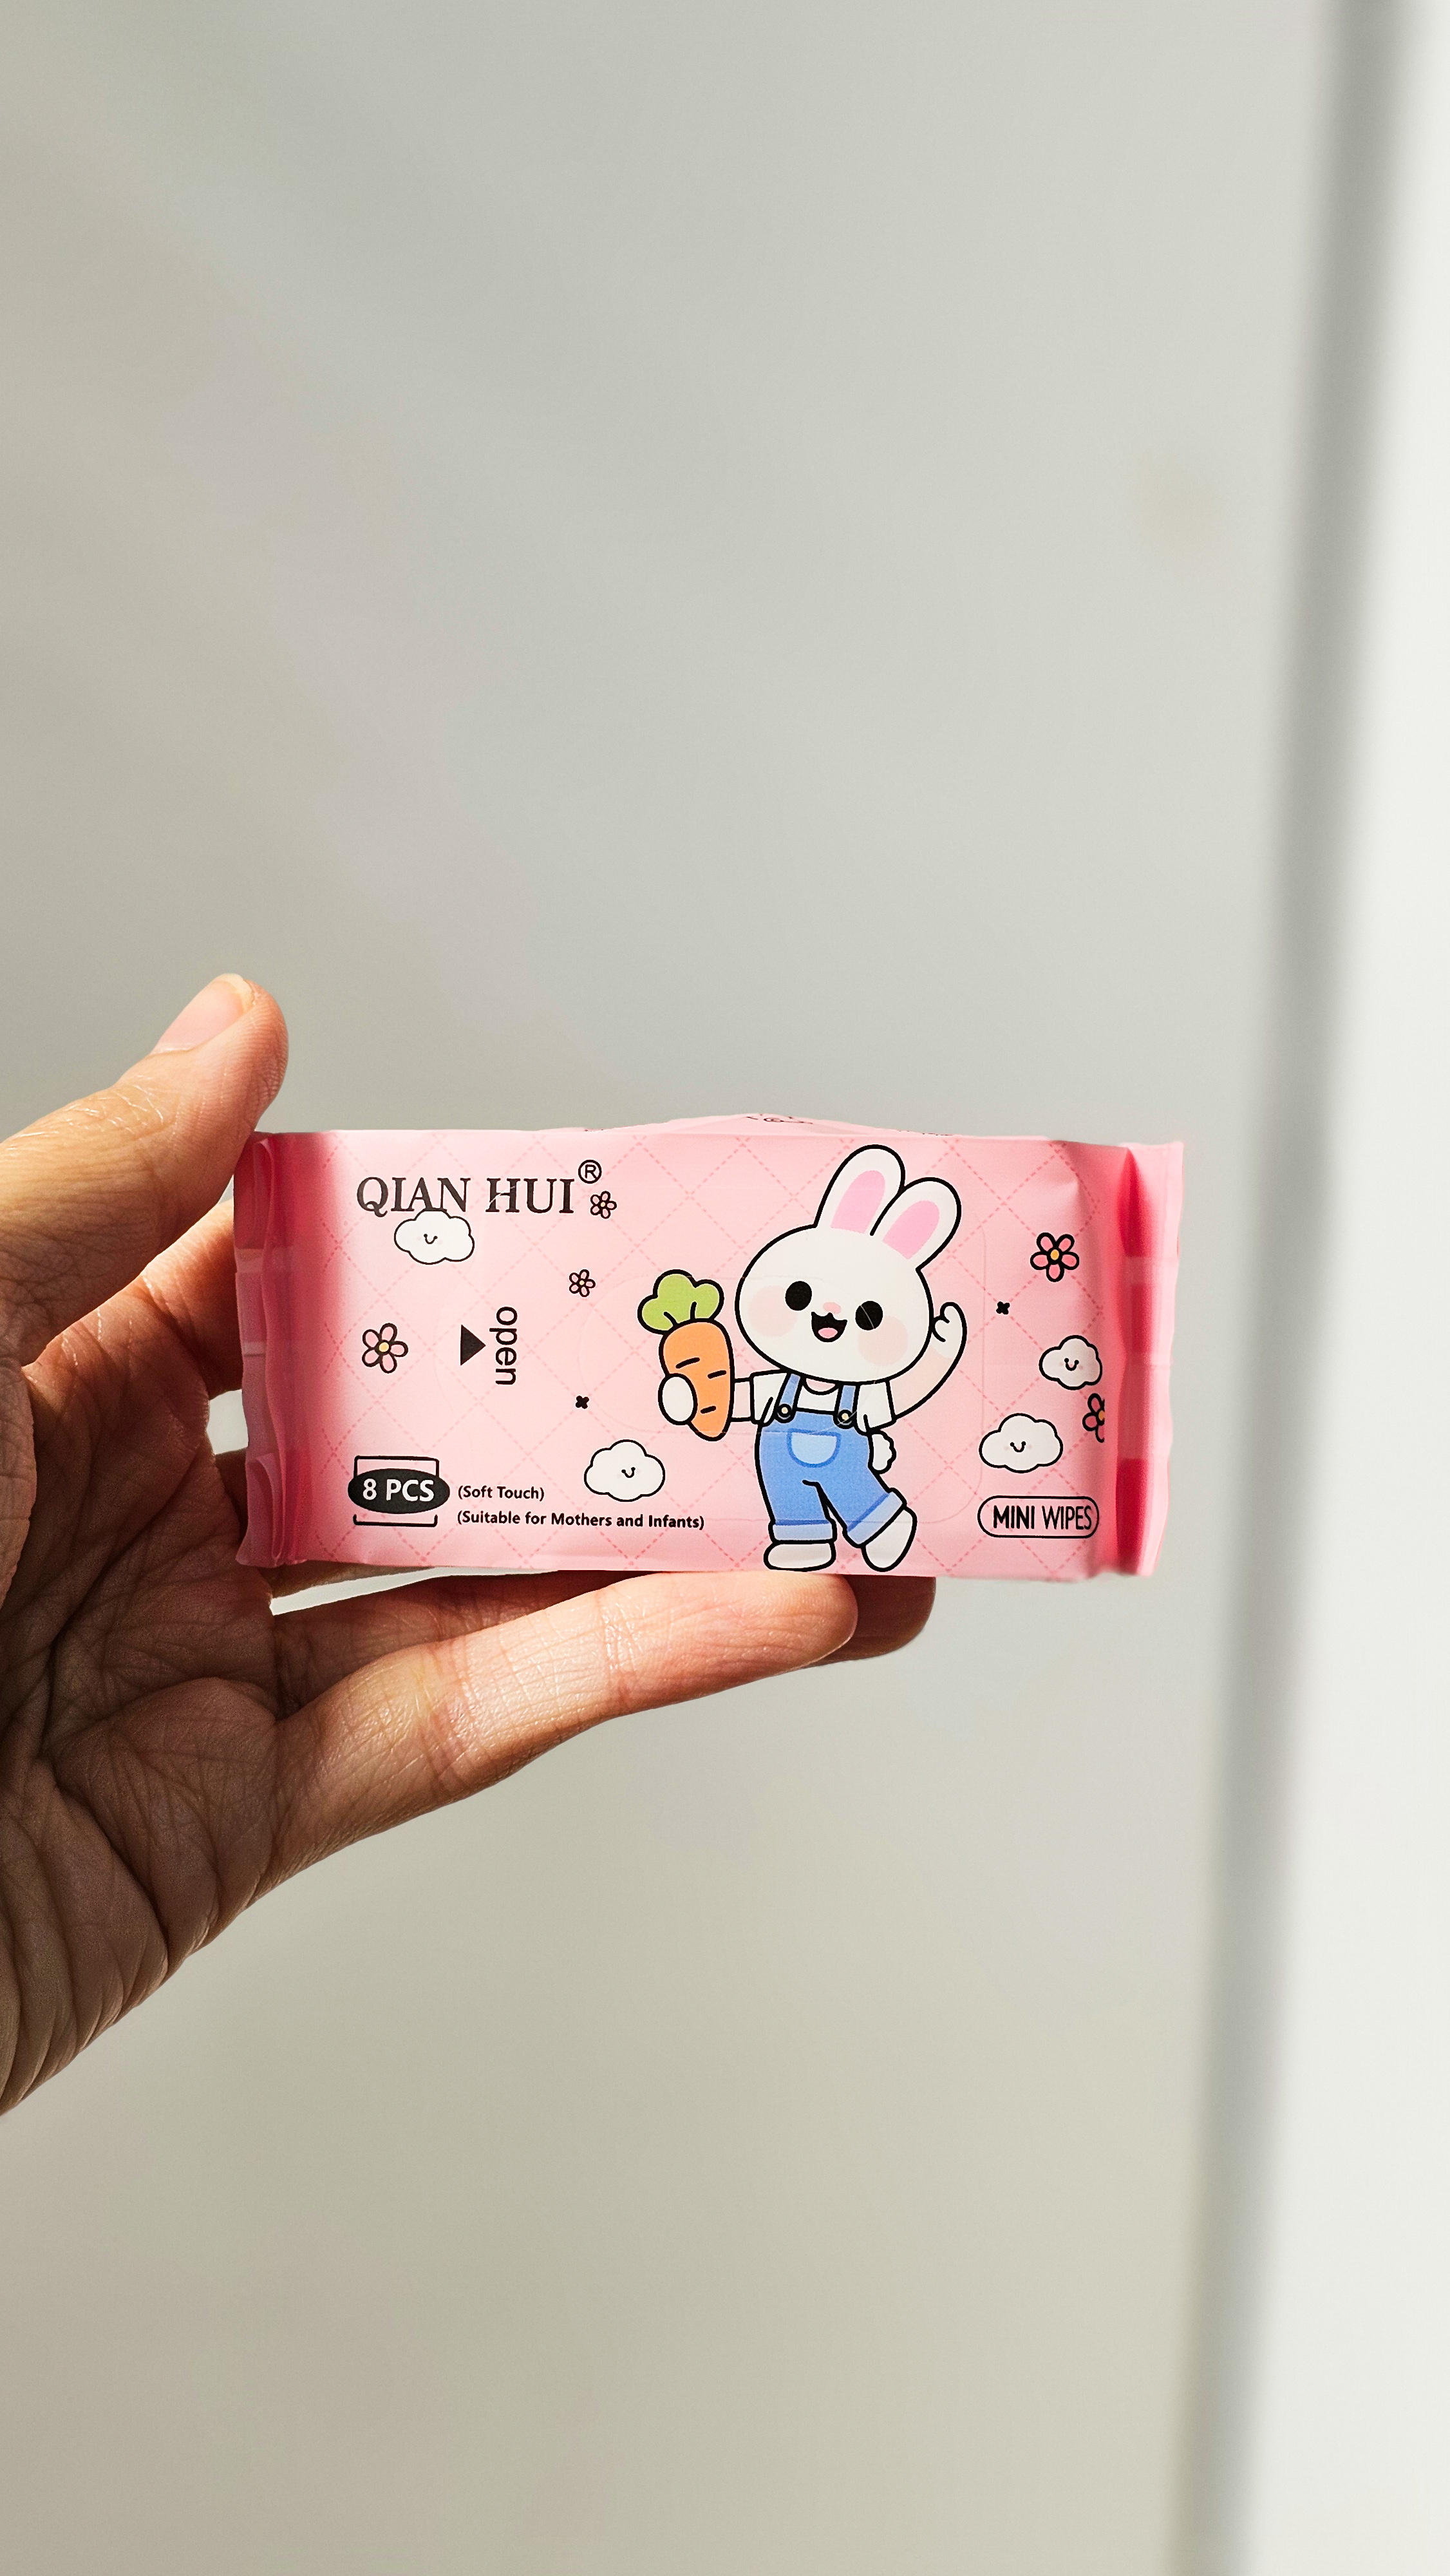 QIAN HUI®
open
8 PCS
(Soft Touch)
(Suitable for Mothers and Infants)
MINI WIPES